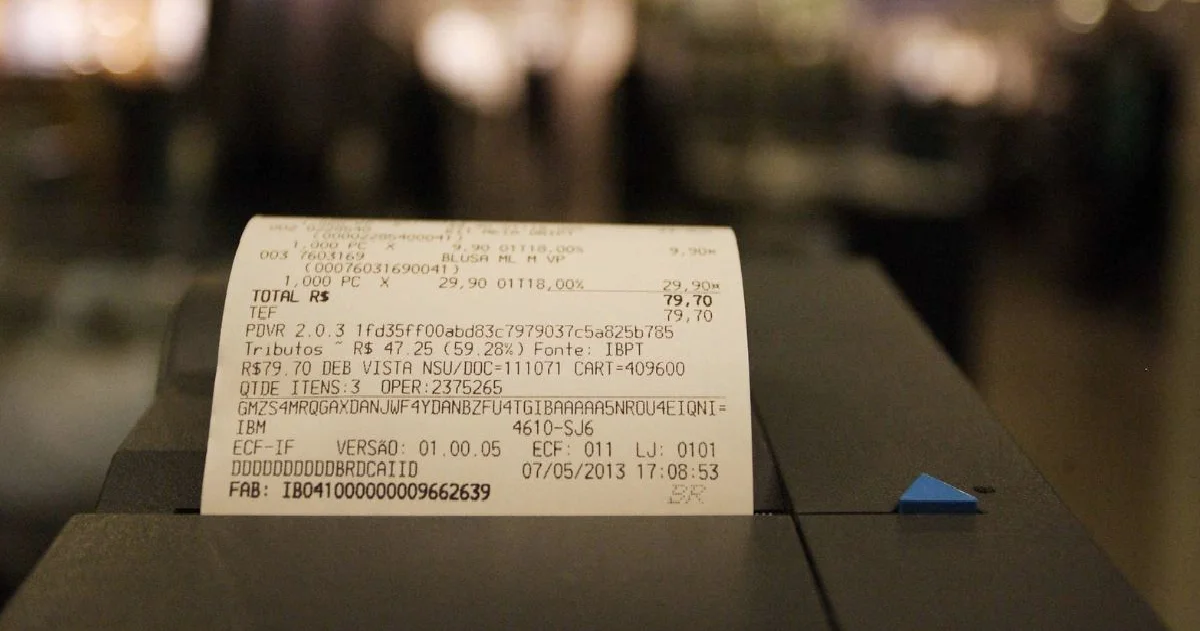 (00002285400041)
1,000 PC X 9,90 01T18,00% 9,90¤
003 7603169 BLUSA ML M VP
(00076031690041)
1,000 PC X 29,90 01T18,00% 29,90¤
TOTAL R$ 79,70
TEF 79,70
PDVR 2.0.3 1fd35ff00abd83c7979037c5a825b785
Tributos ~ R$ 47.25 (59.28%) Fonte: IBPT
R$79.70 DEB VISTA NSU/DOC=111071 CART=409600
QTDE ITENS:3 OPER:2375265
GMZS4MRQGAXDANJWF4YDANBZFU4TGIBAAAAA5NROU4EIQNI=
IBM 4610-SJ6
ECF-IF VERSÃO: 01.00.05 ECF: 011 LJ: 0101
DDDDDDDDDDBRDCAIID 07/05/2013 17:08:53
FAB: IBO41000000009662639 BR